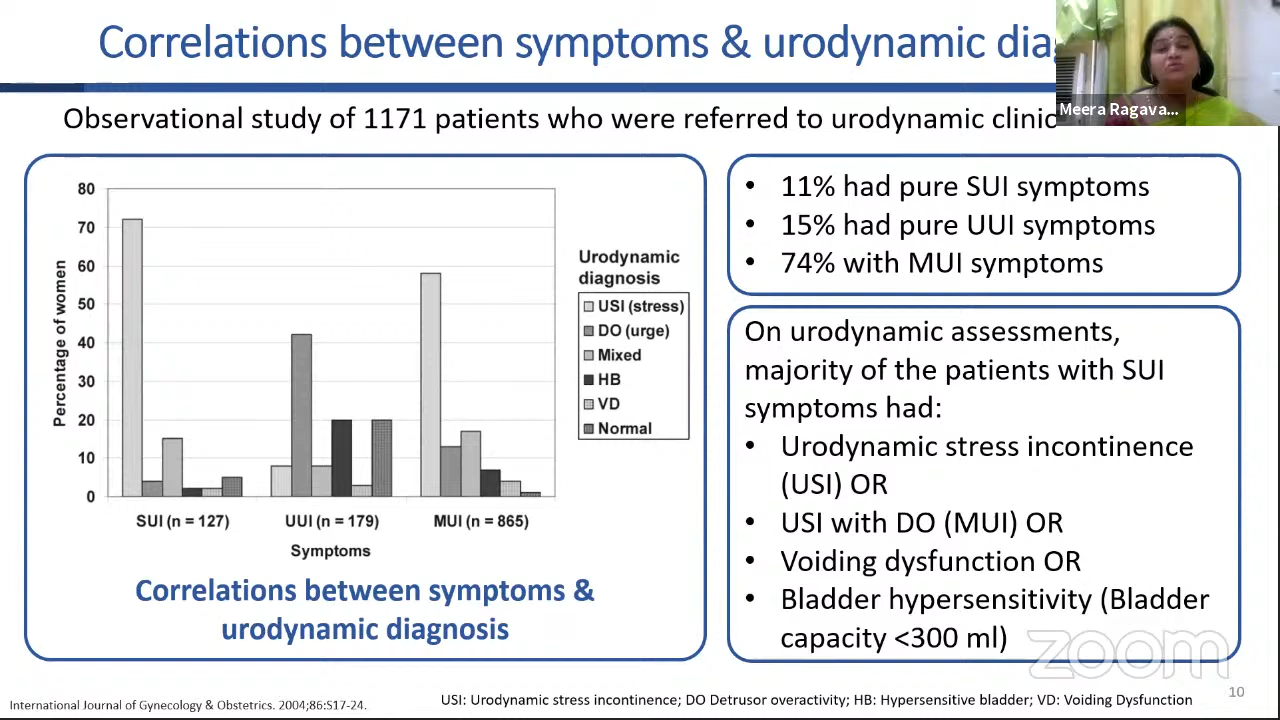 Correlations between symptoms & urodynamic
Meera Ragava...
Observational study of 1171 patients who were referred to urodynamic clinic
80
70
60
50
40
30
20
10
0
Percentage of women
SUI (n = 127)
UUI (n = 179)
MUI (n = 865)
Symptoms
Urodynamic
diagnosis
USI (stress)
DO (urge)
Mixed
HB
VD
Normal
Correlations between symptoms &
urodynamic diagnosis
• 11% had pure SUI symptoms
• 15% had pure UUI symptoms
• 74% with MUI symptoms
On urodynamic assessments,
majority of the patients with SUI
symptoms had:
• Urodynamic stress incontinence
(USI) OR
• USI with DO (MUI) OR
• Voiding dysfunction OR
• Bladder hypersensitivity (Bladder
capacity <300 ml)
zoom
International Journal of Gynecology & Obstetrics. 2004;86:S17-24.
USI: Urodynamic stress incontinence; DO Detrusor overactivity; HB: Hypersensitive bladder; VD: Voiding Dysfunction
10